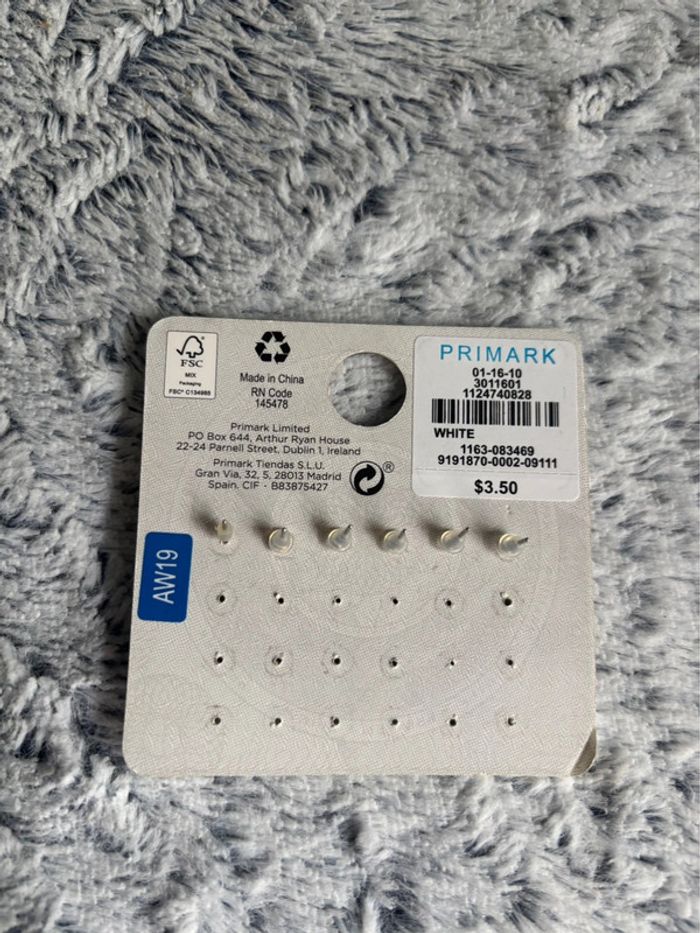 FSC
MIX
Packaging
FSC® C134985
Made in China
RN Code
145478
Primark Limited
PO Box 644, Arthur Ryan House
22-24 Parnell Street, Dublin 1, Ireland
Primark Tiendas S.L.U.
Gran Via, 32, 5, 28013 Madrid
Spain. CIF - B83875427
®
PRIMARK
01-16-10
3011601
1124740828
WHITE
1163-083469
9191870-0002-09111
$3.50
AW19